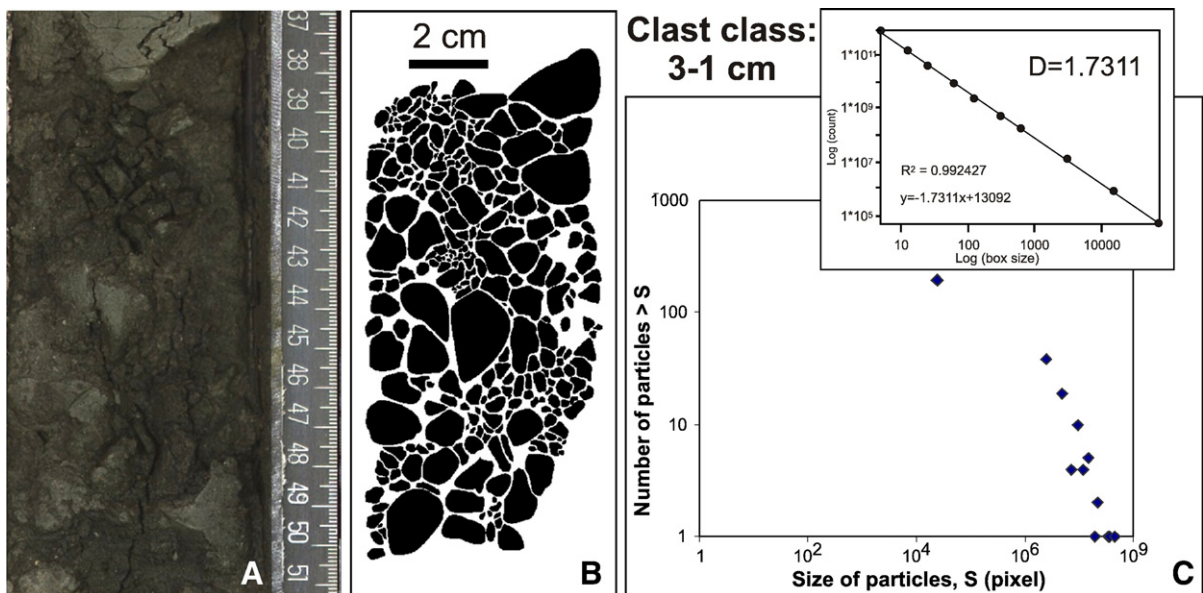 37
38
39
40
41
42
43
44
45
46
47
48
49
50
51
A
2 cm
B
Clast class:
3-1 cm
D=1.7311
R² = 0.992427
y=-1.7311x+13092
1*10¹¹
1*10⁹
1*10⁷
1*10⁵
Log (count)
10
100
1000
10000
Log (box size)
1000
100
10
1
Number of particles > S
1
10²
10⁴
10⁶
10⁹
Size of particles, S (pixel)
C